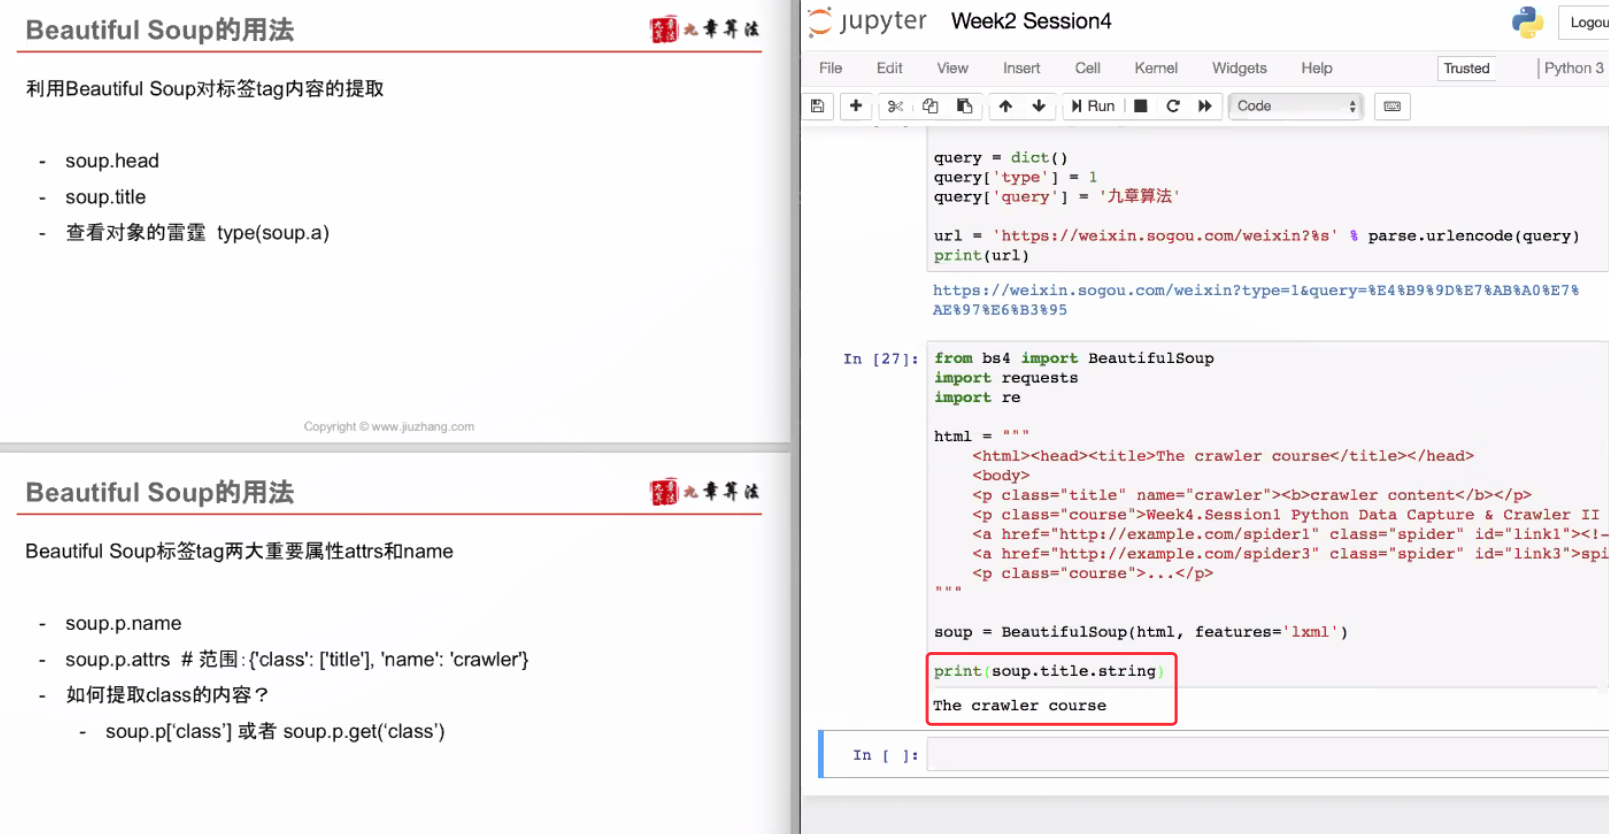 Beautiful Soup的用法
九章算法
利用Beautiful Soup对标签tag内容的提取
- soup.head
- soup.title
- 查看对象的雷霆 type(soup.a)
Copyright © www.jiuzhang.com
Beautiful Soup的用法
九章算法
Beautiful Soup标签tag两大重要属性attrs和name
- soup.p.name
- soup.p.attrs # 范围:{'class': ['title'], 'name': 'crawler'}
- 如何提取class的内容？
- soup.p[‘class’] 或者 soup.p.get(‘class’)
jupyter Week2 Session4
Logou
File Edit View Insert Cell Kernel Widgets Help Trusted Python 3
Run Code
query = dict()
query['type'] = 1
query['query'] = '九章算法'
url = 'https://weixin.sogou.com/weixin?%s' % parse.urlencode(query)
print(url)
https://weixin.sogou.com/weixin?type=1&query=%E4%B9%9D%E7%AB%A0%E7%
AE%97%E6%B3%95
In [27]: from bs4 import BeautifulSoup
import requests
import re
html = """
<html><head><title>The crawler course</title></head>
<body>
<p class="title" name="crawler"><b>crawler content</b></p>
<p class="course">Week4.Session1 Python Data Capture & Crawler II
<a href="http://example.com/spider1" class="spider" id="link1"><!-
<a href="http://example.com/spider3" class="spider" id="link3">spi
<p class="course">...</p>
"""
soup = BeautifulSoup(html, features='lxml')
print(soup.title.string)
The crawler course
In [ ]: